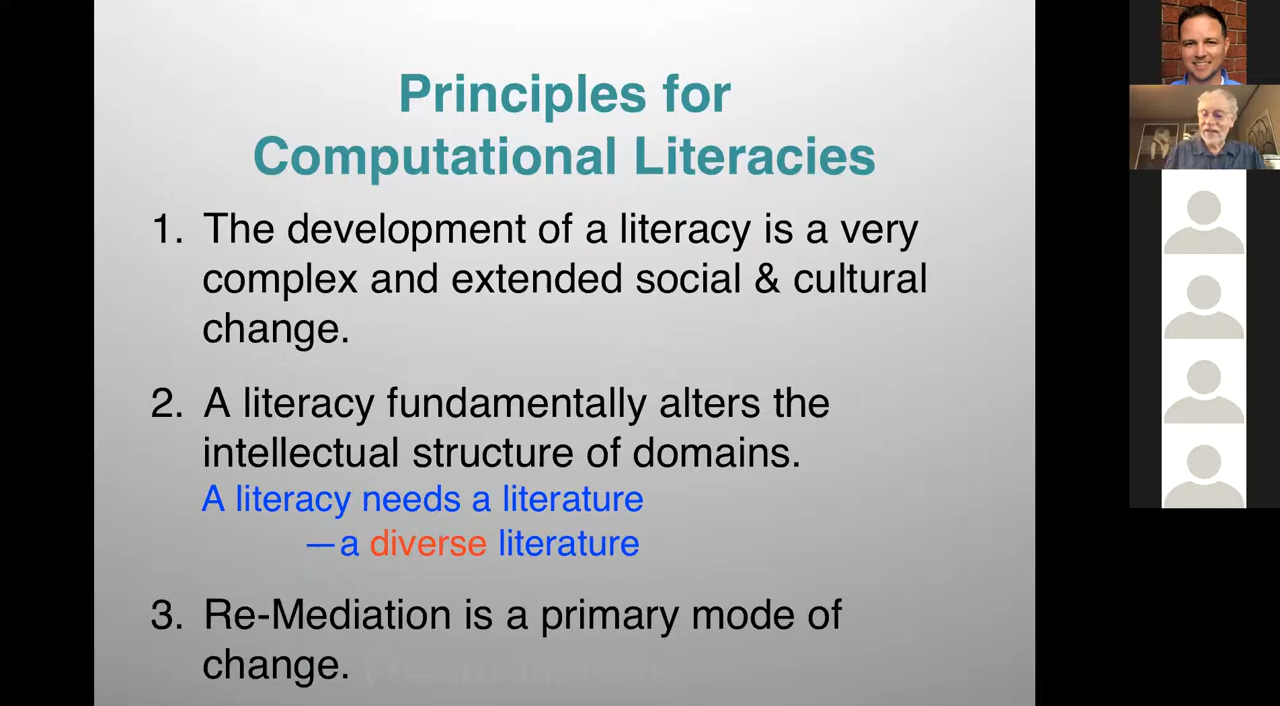 Principles for
Computational Literacies
1. The development of a literacy is a very
complex and extended social & cultural
change.
2. A literacy fundamentally alters the
intellectual structure of domains.
A literacy needs a literature
—a diverse literature
3. Re-Mediation is a primary mode of
change.